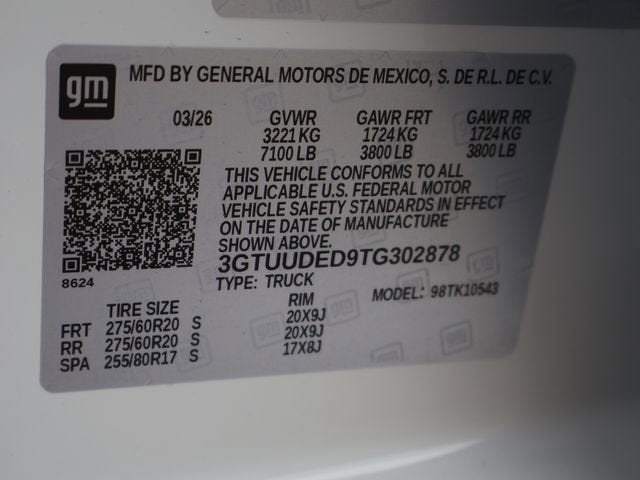 gm
MFD BY GENERAL MOTORS DE MEXICO, S. DE R.L. DE C.V.
03/26 GVWR GAWR FRT GAWR RR
3221 KG 1724 KG 1724 KG
7100 LB 3800 LB 3800 LB
THIS VEHICLE CONFORMS TO ALL
APPLICABLE U.S. FEDERAL MOTOR
VEHICLE SAFETY STANDARDS IN EFFECT
ON THE DATE OF MANUFACTURE
SHOWN ABOVE.
3GTUUDED9TG302878
8624
TYPE: TRUCK MODEL: 98TK10543
TIRE SIZE RIM
FRT 275/60R20 S 20X9J
RR 275/60R20 S 20X9J
SPA 255/80R17 S 17X8J